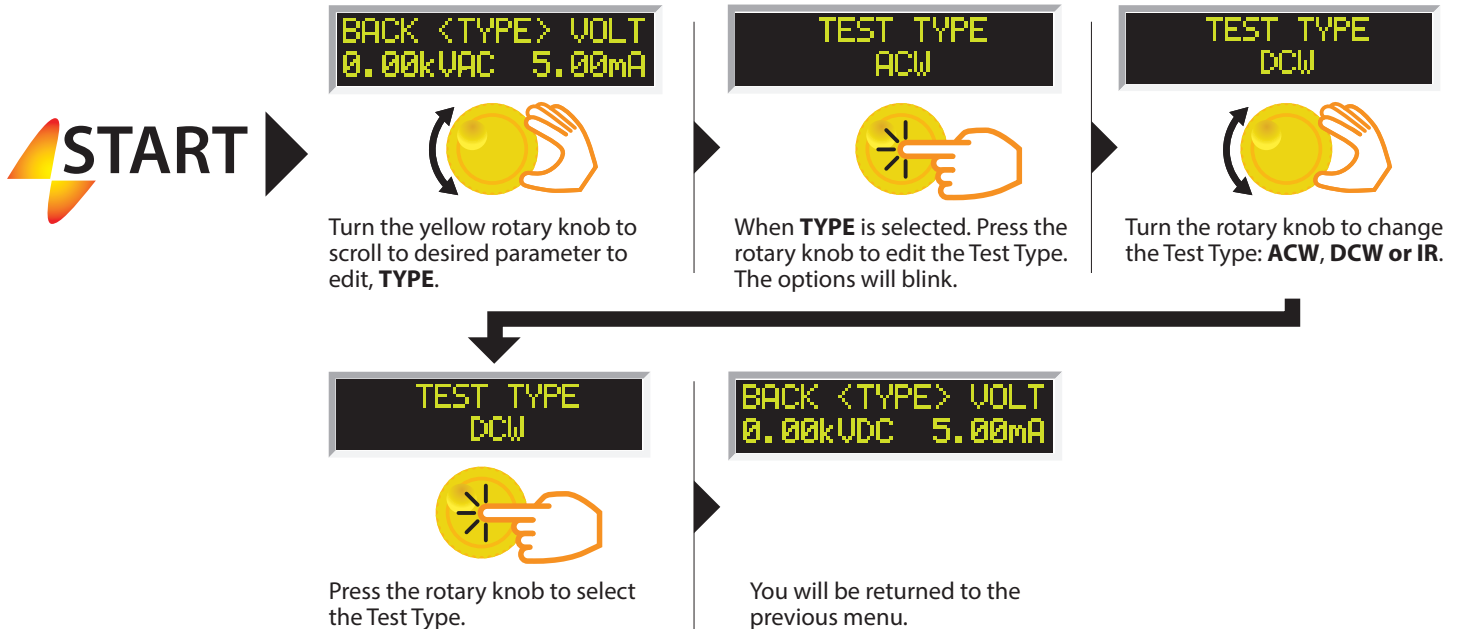 START
BACK <TYPE> VOLT
0.00kVAC 5.00mA
Turn the yellow rotary knob to
scroll to desired parameter to
edit, TYPE.
TEST TYPE
ACW
When TYPE is selected. Press the
rotary knob to edit the Test Type.
The options will blink.
TEST TYPE
DCW
Turn the rotary knob to change
the Test Type: ACW, DCW or IR.
TEST TYPE
DCW
Press the rotary knob to select
the Test Type.
BACK <TYPE> VOLT
0.00kVDC 5.00mA
You will be returned to the
previous menu.